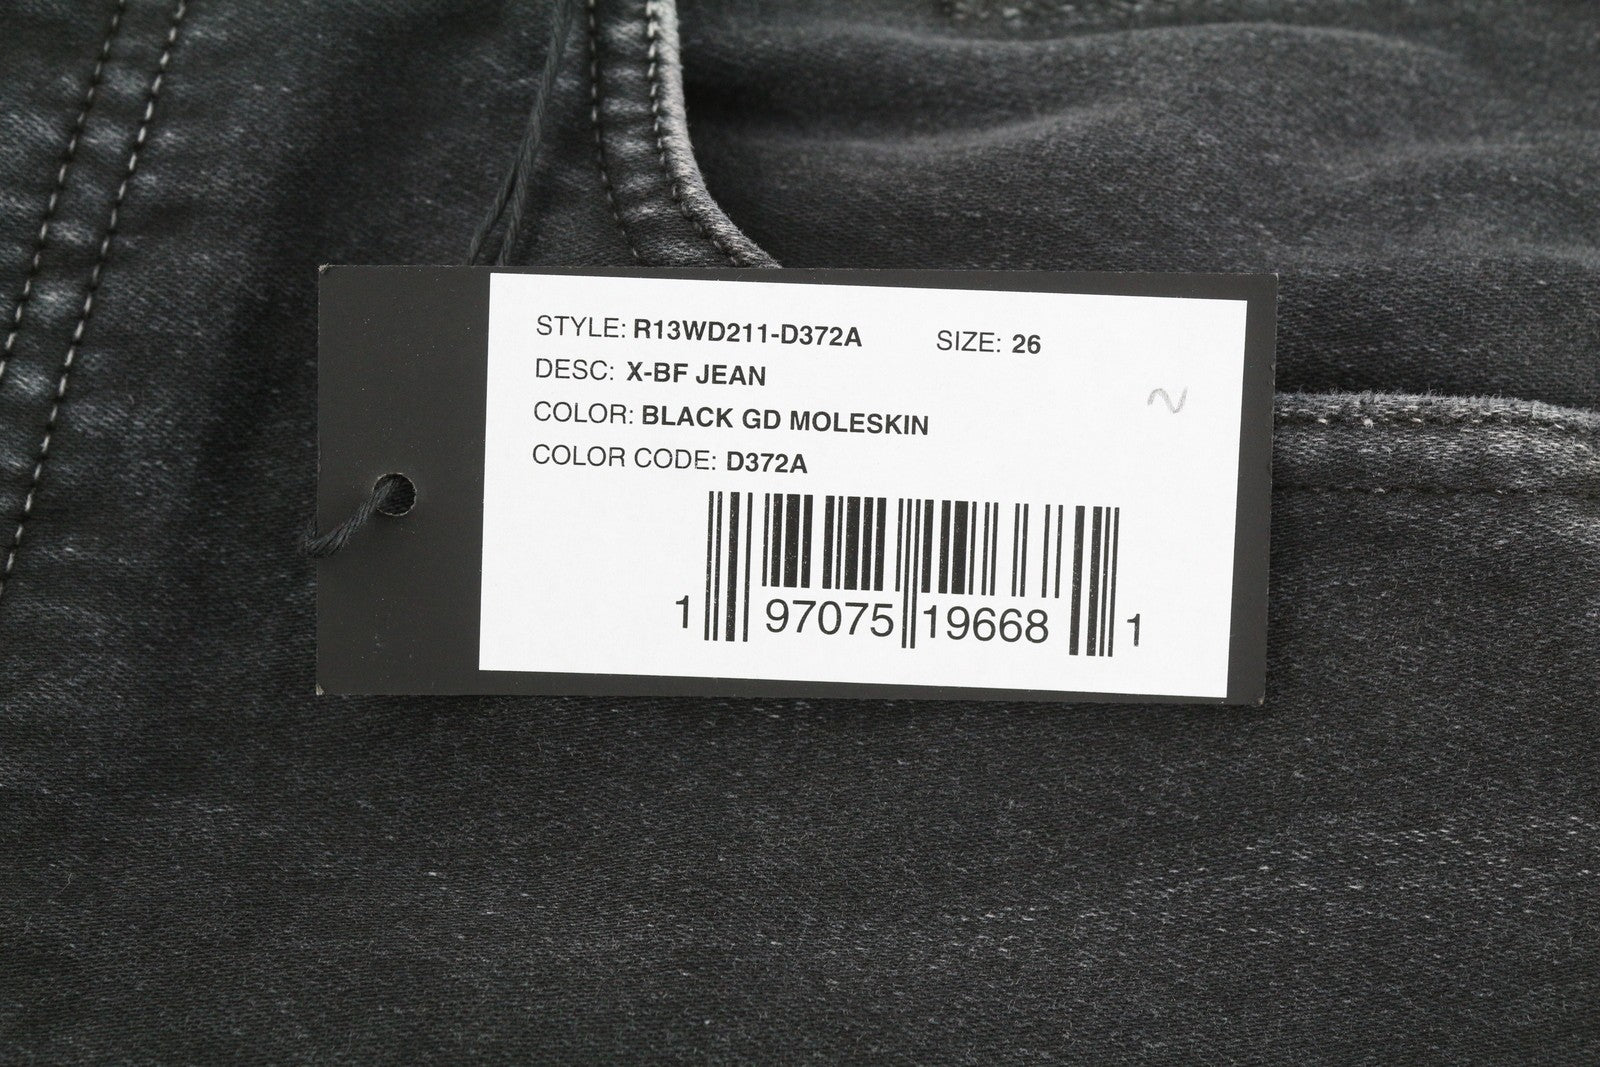 STYLE: R13WD211-D372A SIZE: 26
DESC: X-BF JEAN
COLOR: BLACK GD MOLESKIN
COLOR CODE: D372A
1 97075 19668 1